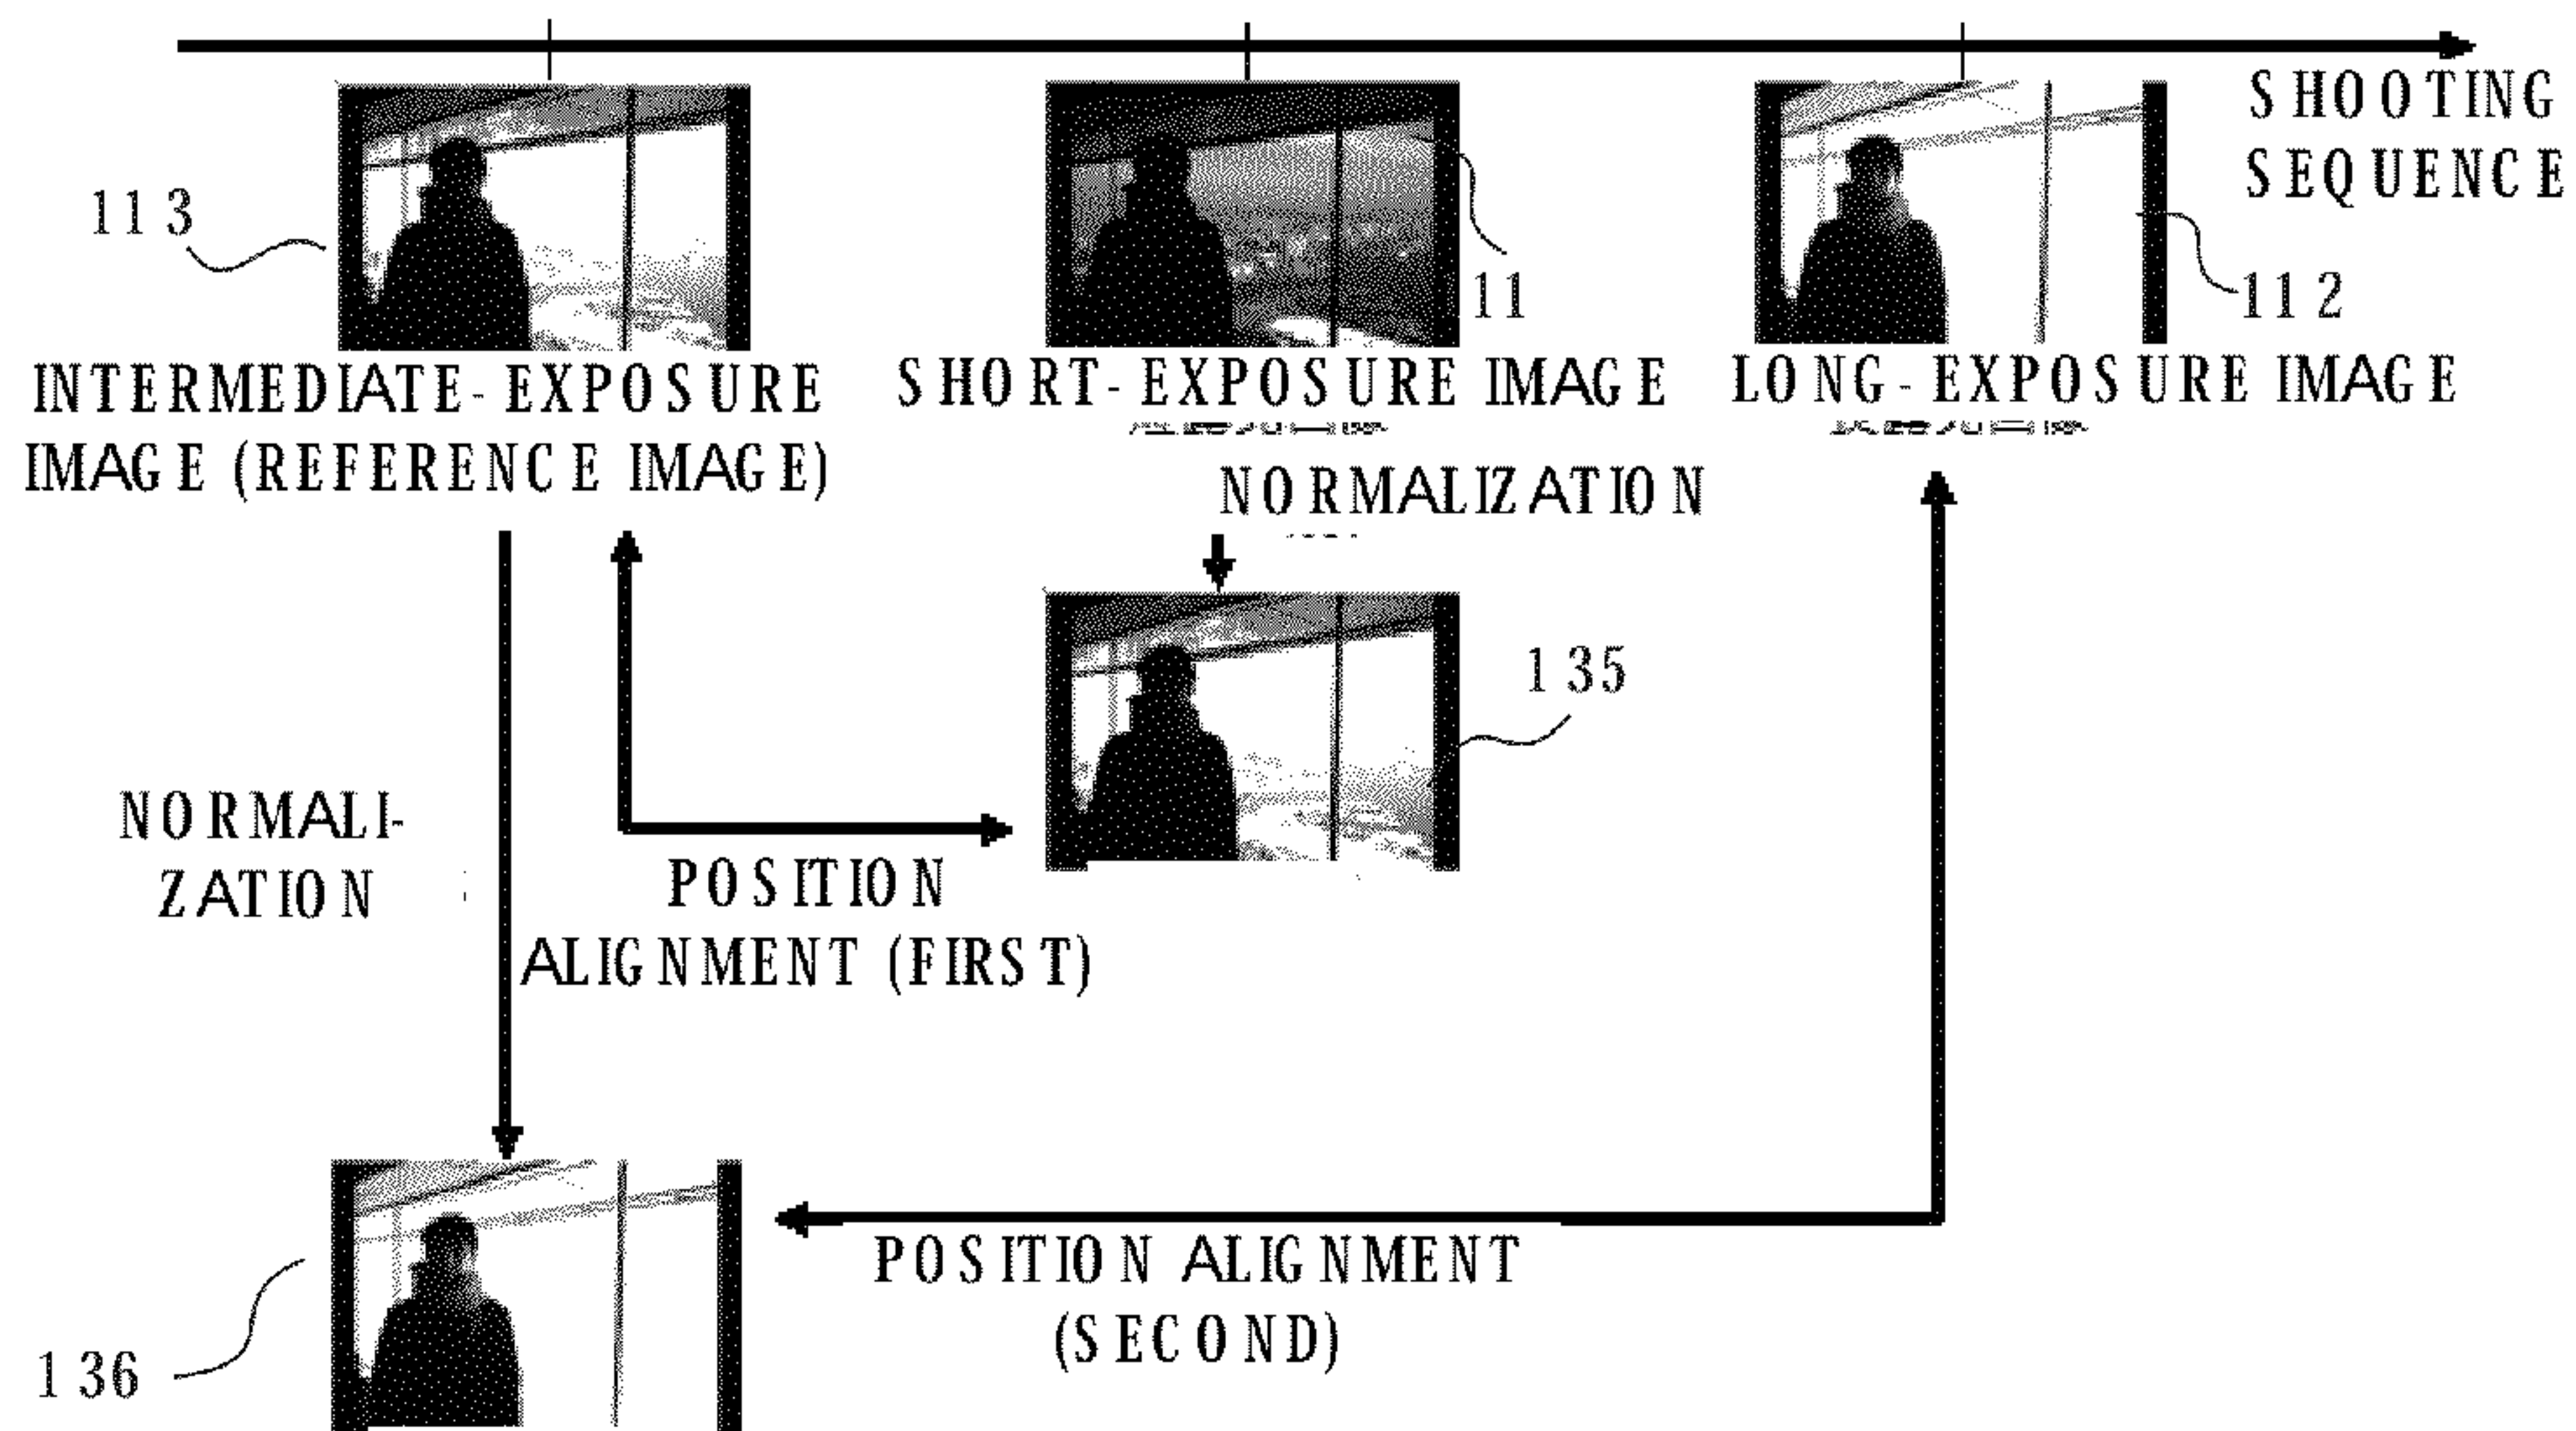 SHOOTING
SEQUENCE
113
11
112
INTERMEDIATE-EXPOSURE
IMAGE (REFERENCE IMAGE)
SHORT-EXPOSURE IMAGE
LONG-EXPOSURE IMAGE
NORMALIZATION
135
NORMALI-
ZATION
POSITION
ALIGNMENT (FIRST)
POSITION ALIGNMENT
(SECOND)
136